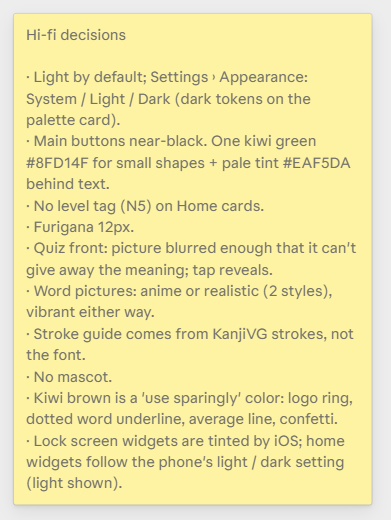 Hi-fi decisions
· Light by default; Settings › Appearance:
System / Light / Dark (dark tokens on the
palette card).
· Main buttons near-black. One kiwi green
#8FD14F for small shapes + pale tint #EAF5DA
behind text.
· No level tag (N5) on Home cards.
· Furigana 12px.
· Quiz front: picture blurred enough that it can't
give away the meaning; tap reveals.
· Word pictures: anime or realistic (2 styles),
vibrant either way.
· Stroke guide comes from KanjiVG strokes, not
the font.
· No mascot.
· Kiwi brown is a 'use sparingly' color: logo ring,
dotted word underline, average line, confetti.
· Lock screen widgets are tinted by iOS; home
widgets follow the phone's light / dark setting
(light shown).